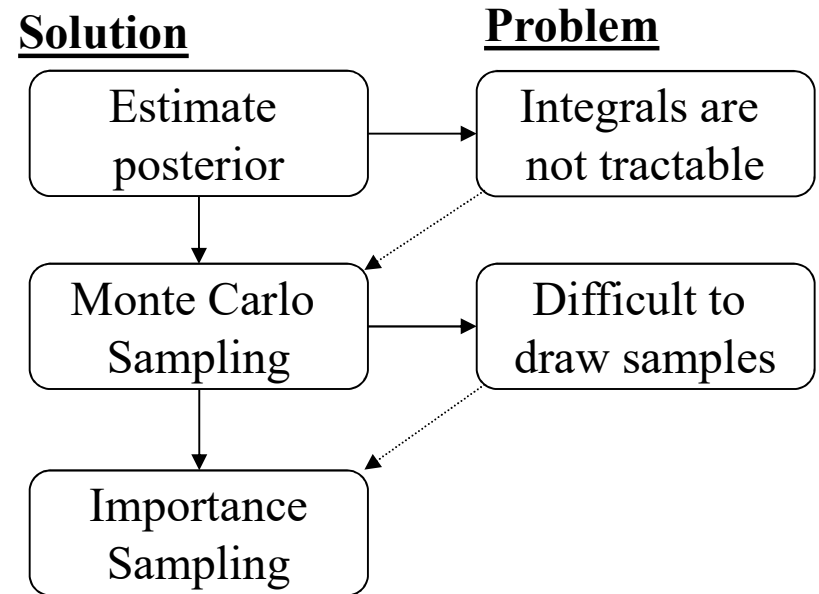 Solution
Problem
Estimate
posterior
Integrals are
not tractable
Monte Carlo
Sampling
Difficult to
draw samples
Importance
Sampling